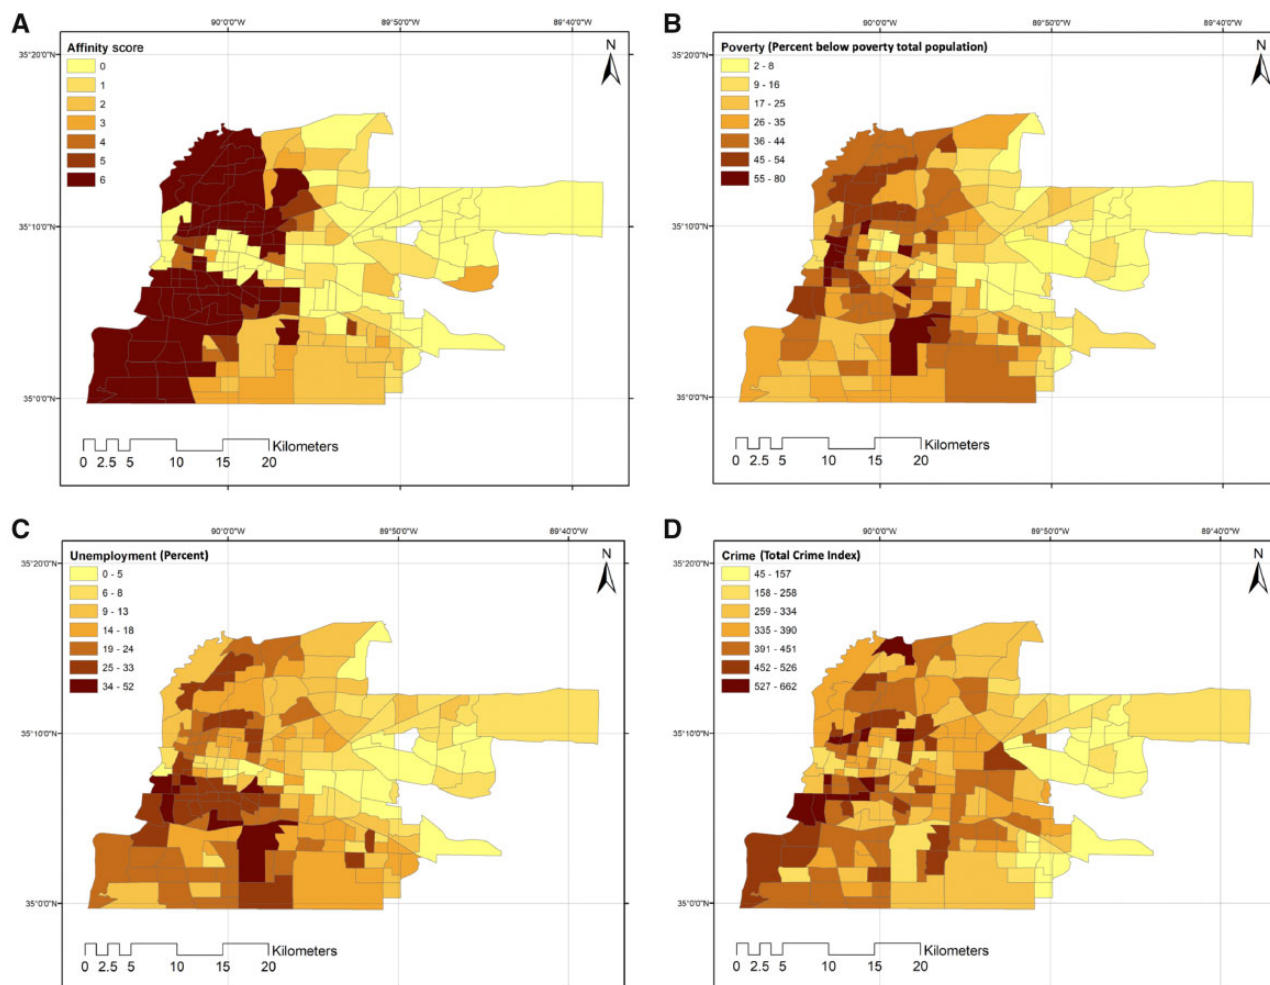 A
90°0'0"W 89°50'0"W 89°40'0"W
Affinity score
N
35°20'0"N
0
1
2
3
4
5
6
35°10'0"N
35°0'0"N
Kilometers
0 2.5 5 10 15 20
B
90°0'0"W 89°50'0"W 89°40'0"W
Poverty (Percent below poverty total population)
N
35°20'0"N
2 - 8
9 - 16
17 - 25
26 - 35
36 - 44
45 - 54
55 - 80
35°10'0"N
35°0'0"N
Kilometers
0 2.5 5 10 15 20
C
90°0'0"W 89°50'0"W 89°40'0"W
Unemployment (Percent)
N
35°20'0"N
0 - 5
6 - 8
9 - 13
14 - 18
19 - 24
25 - 33
34 - 52
35°10'0"N
35°0'0"N
Kilometers
0 2.5 5 10 15 20
D
90°0'0"W 89°50'0"W 89°40'0"W
Crime (Total Crime Index)
N
35°20'0"N
45 - 157
158 - 258
259 - 334
335 - 390
391 - 451
452 - 526
527 - 662
35°10'0"N
35°0'0"N
Kilometers
0 2.5 5 10 15 20